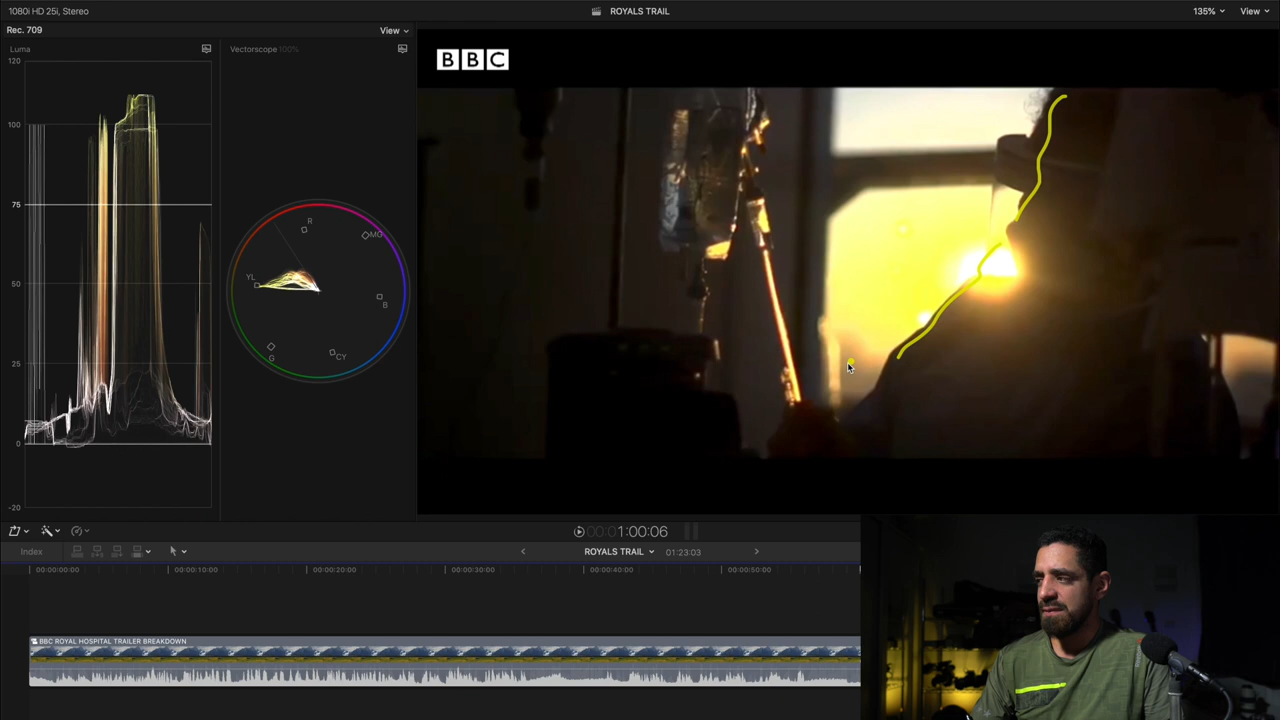 1080i HD 25i, Stereo
ROYALS TRAIL
135%
View
Rec. 709
View
Luma
Vectorscope 100%
120
100
75
50
25
0
-20
R
MG
YL
B
G
CY
BBC
00:00:1:00:06
Index
ROYALS TRAIL
01:23:03
00:00:00:00
00:00:10:00
00:00:20:00
00:00:30:00
00:00:40:00
00:00:50:00
BBC ROYAL HOSPITAL TRAILER BREAKDOWN